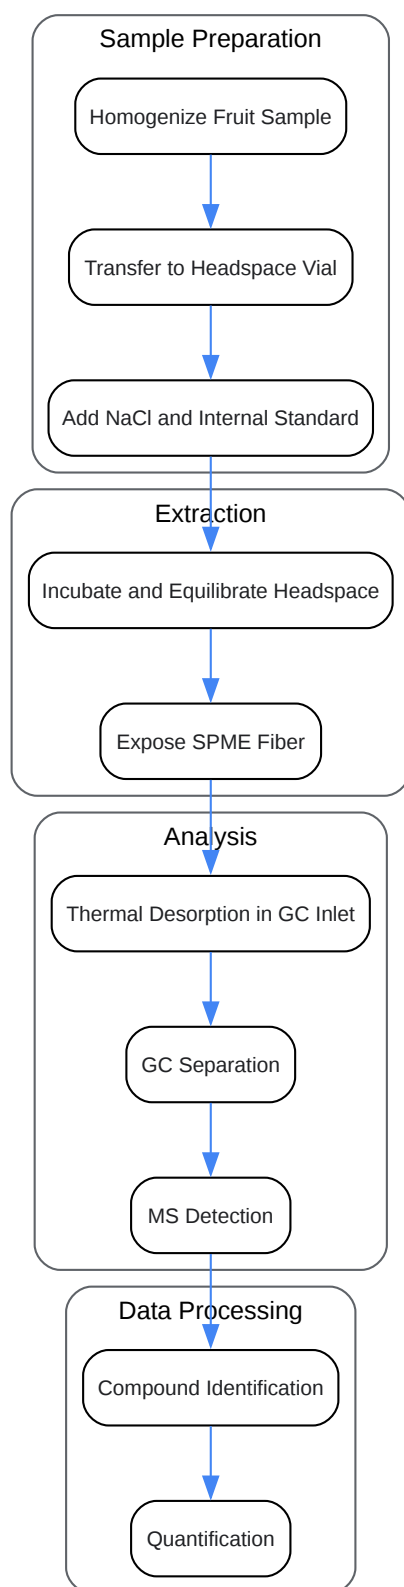 Sample Preparation
Homogenize Fruit Sample
Transfer to Headspace Vial
Add NaCl and Internal Standard
Extraction
Incubate and Equilibrate Headspace
Expose SPME Fiber
Analysis
Thermal Desorption in GC Inlet
GC Separation
MS Detection
Data Processing
Compound Identification
Quantification